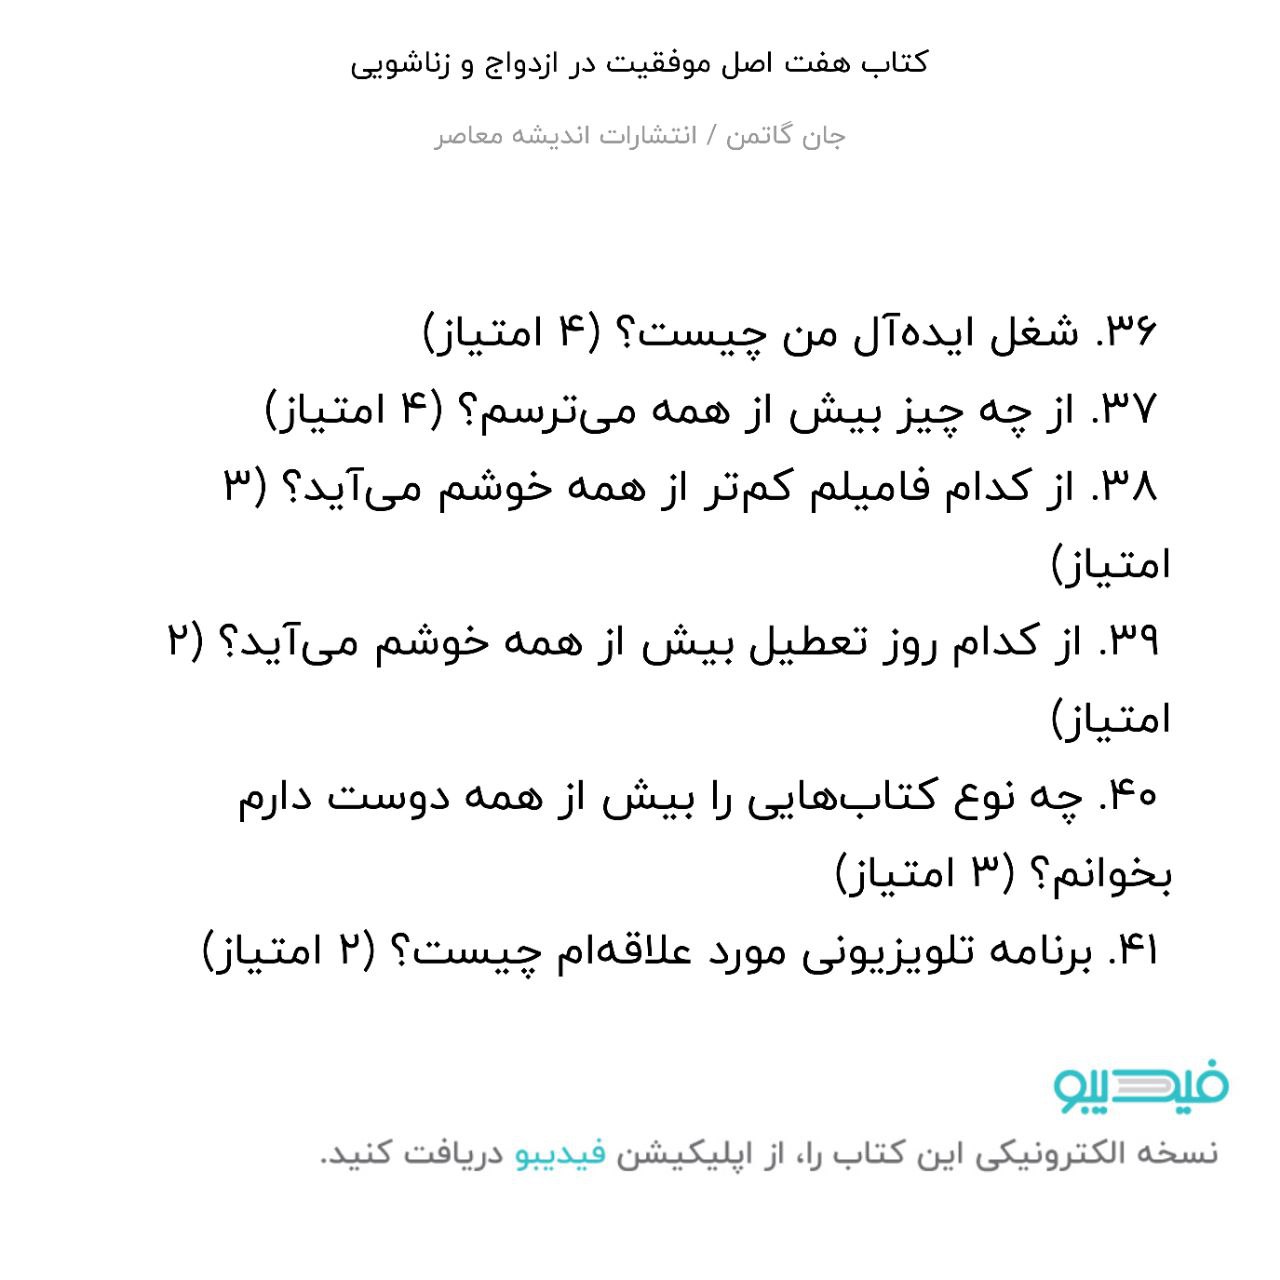 کتاب هفت اصل موفقیت در ازدواج و زناشویی
جان گاتمن / انتشارات اندیشه معاصر
۳۶. شغل ایده‌آل من چیست؟ (۴ امتیاز)
۳۷. از چه چیز بیش از همه می‌ترسم؟ (۴ امتیاز)
۳۸. از کدام فامیلم کم‌تر از همه خوشم می‌آید؟ (۳
امتیاز)
۳۹. از کدام روز تعطیل بیش از همه خوشم می‌آید؟ (۲
امتیاز)
۴۰. چه نوع کتاب‌هایی را بیش از همه دوست دارم
بخوانم؟ (۳ امتیاز)
۴۱. برنامه تلویزیونی مورد علاقه‌ام چیست؟ (۲ امتیاز)
فیدیبو
نسخه الکترونیکی این کتاب را، از اپلیکیشن فیدیبو دریافت کنید.